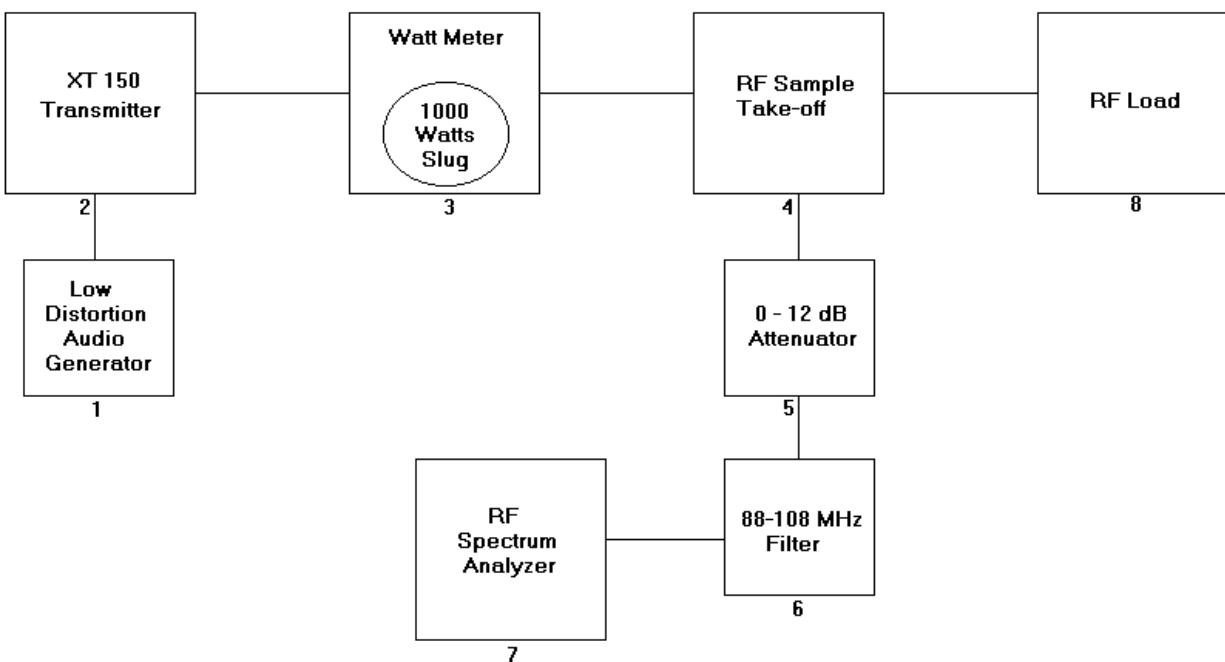 XT 150
Transmitter
2
Watt Meter
1000
Watts
Slug
3
RF Sample
Take-off
4
RF Load
8
Low
Distortion
Audio
Generator
1
0 - 12 dB
Attenuator
5
RF
Spectrum
Analyzer
7
88-108 MHz
Filter
6